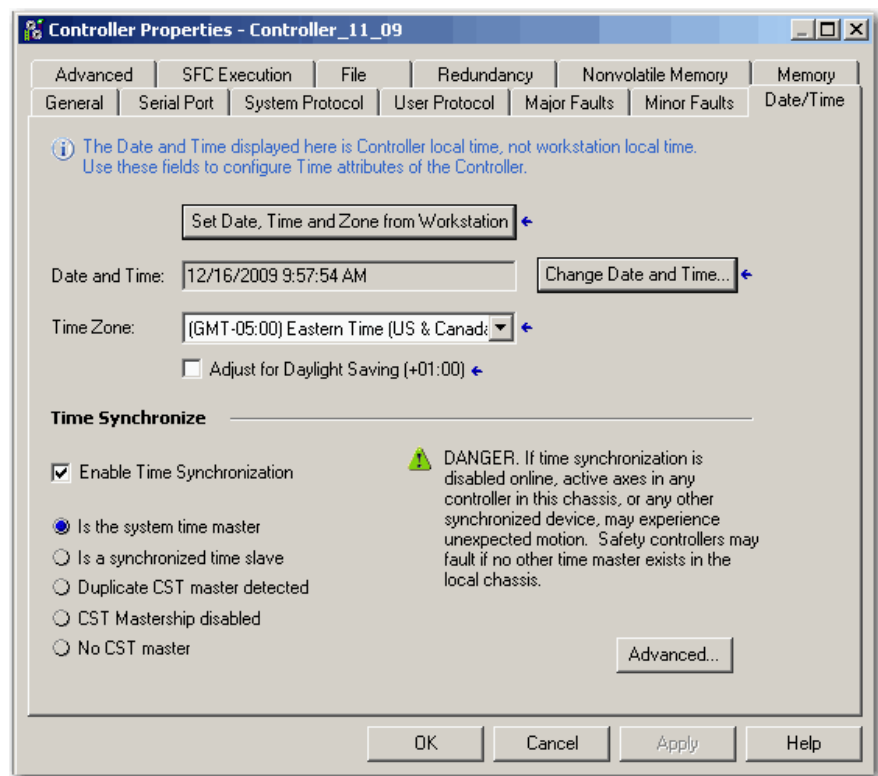 Controller Properties - Controller_11_09
Advanced SFC Execution File Redundancy Nonvolatile Memory Memory
General Serial Port System Protocol User Protocol Major Faults Minor Faults Date/Time
The Date and Time displayed here is Controller local time, not workstation local time.
Use these fields to configure Time attributes of the Controller.
Set Date, Time and Zone from Workstation
Date and Time: 12/16/2009 9:57:54 AM Change Date and Time...
Time Zone: (GMT-05:00) Eastern Time (US & Canada
Adjust for Daylight Saving (+01:00)
Time Synchronize
Enable Time Synchronization
Is the system time master
Is a synchronized time slave
Duplicate CST master detected
CST Mastership disabled
No CST master
DANGER. If time synchronization is
disabled online, active axes in any
controller in this chassis, or any other
synchronized device, may experience
unexpected motion. Safety controllers may
fault if no other time master exists in the
local chassis.
Advanced...
OK Cancel Apply Help